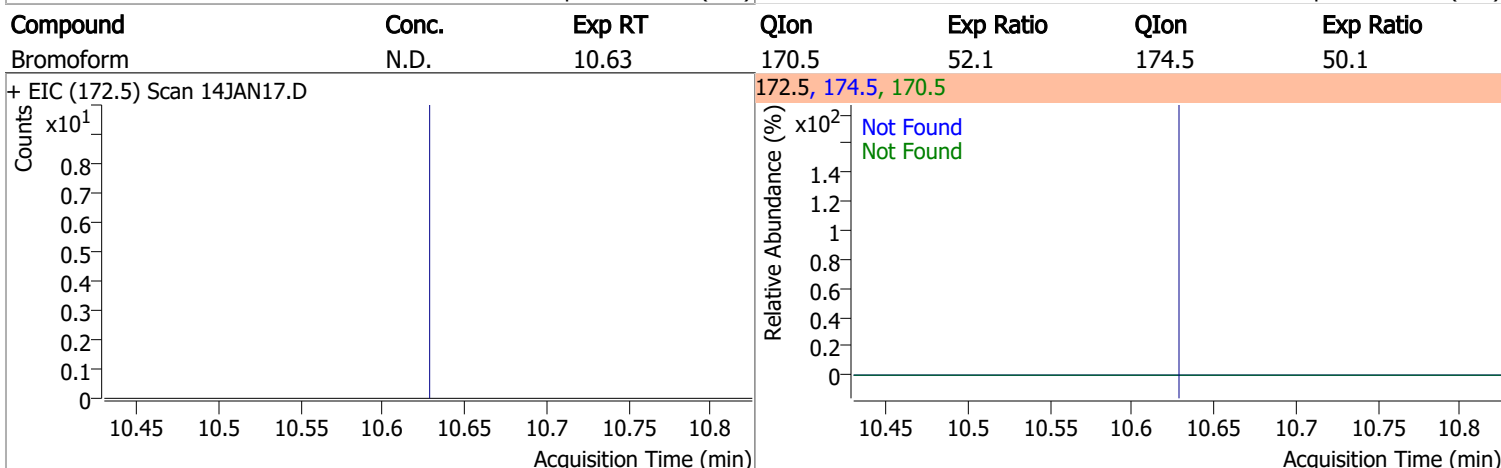 Compound Conc. Exp RT QIon Exp Ratio QIon Exp Ratio
Bromoform N.D. 10.63 170.5 52.1 174.5 50.1
+ EIC (172.5) Scan 14JAN17.D
Counts
x101
0.8
0.7
0.6
0.5
0.4
0.3
0.2
0.1
0
10.45 10.5 10.55 10.6 10.65 10.7 10.75 10.8
Acquisition Time (min)
172.5, 174.5, 170.5
Relative Abundance (%)
x102
Not Found
Not Found
1.4
1.2
1
0.8
0.6
0.4
0.2
0
10.45 10.5 10.55 10.6 10.65 10.7 10.75 10.8
Acquisition Time (min)